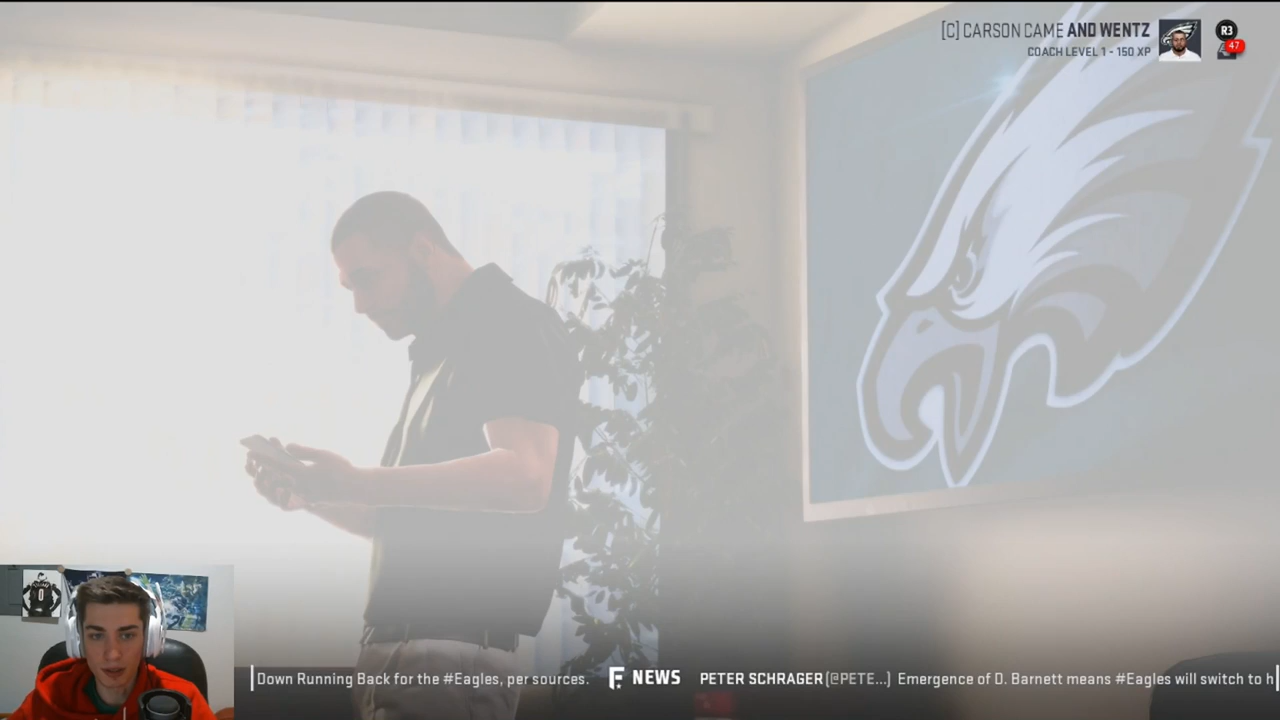 [C] CARSON CAME AND WENTZ
COACH LEVEL 1 - 150 XP
R3
47
0
Down Running Back for the #Eagles, per sources. F. NEWS PETER SCHRAGER (@PETE...) Emergence of D. Barnett means #Eagles will switch to h